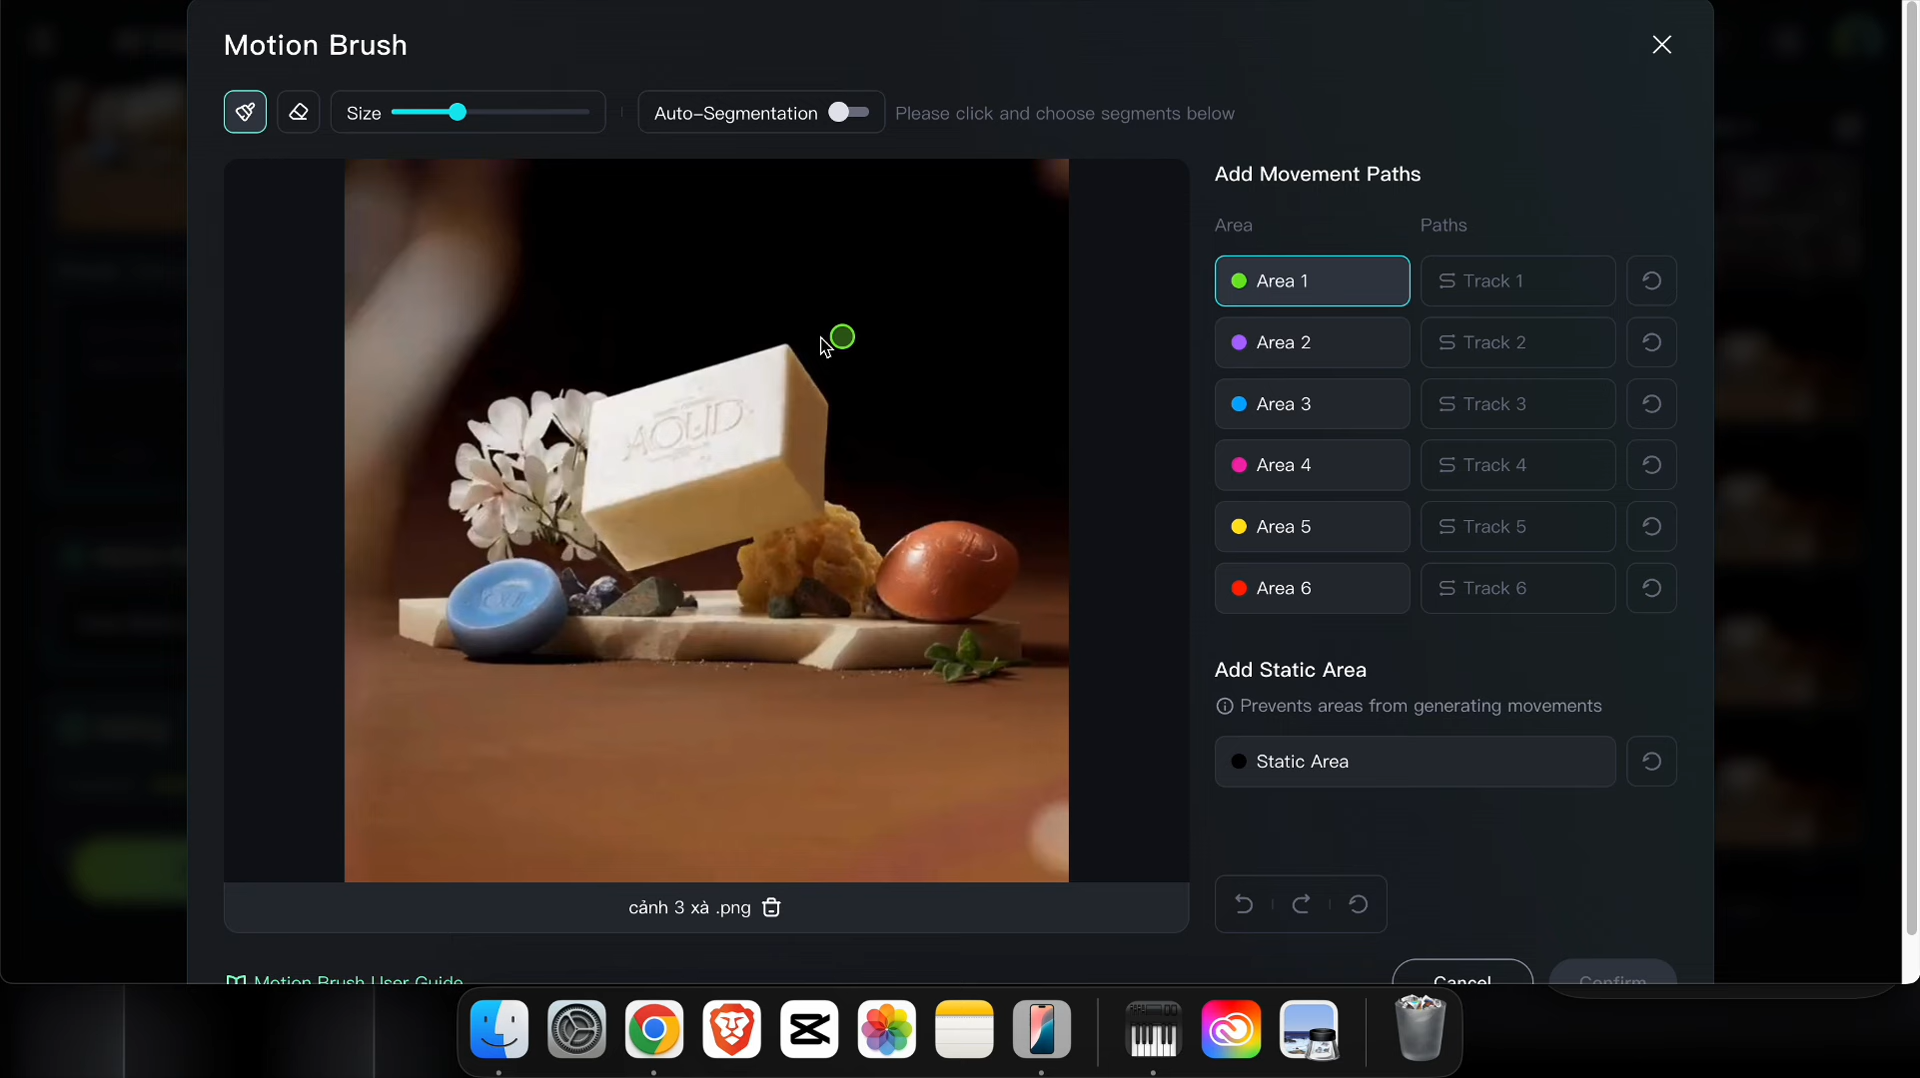 Motion Brush
Size
Auto-Segmentation
Please click and choose segments below
Add Movement Paths
Area
Paths
Area 1
Track 1
Area 2
Track 2
Area 3
Track 3
Area 4
Track 4
Area 5
Track 5
Area 6
Track 6
AOUD
Add Static Area
Prevents areas from generating movements
Static Area
cảnh 3 xà .png
Motion Brush User Guide
Cancel
Confirm